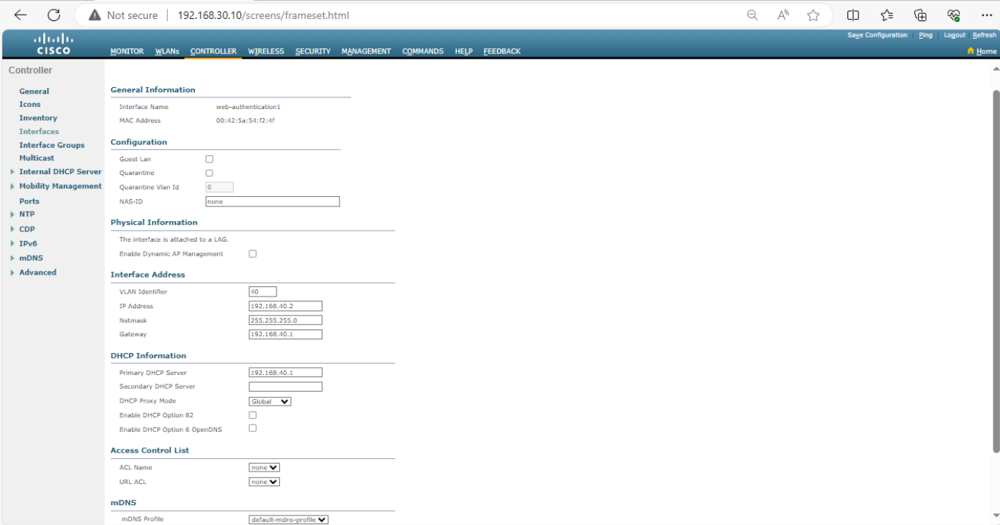 Not secure 192.168.30.10/screens/frameset.html
Save Configuration Ping Logout Refresh
CISCO
MONITOR WLANs CONTROLLER WIRELESS SECURITY MANAGEMENT COMMANDS HELP FEEDBACK
Home
Controller
General
Icons
Inventory
Interfaces
Interface Groups
Multicast
Internal DHCP Server
Mobility Management
Ports
NTP
CDP
IPv6
mDNS
Advanced
General Information
Interface Name web-authentication1
MAC Address 00:42:5a:54:f2:4f
Configuration
Guest Lan
Quarantine
Quarantine Vlan Id 0
NAS-ID none
Physical Information
The interface is attached to a LAG.
Enable Dynamic AP Management
Interface Address
VLAN Identifier 40
IP Address 192.168.40.2
Netmask 255.255.255.0
Gateway 192.168.40.1
DHCP Information
Primary DHCP Server 192.168.40.1
Secondary DHCP Server
DHCP Proxy Mode Global
Enable DHCP Option 82
Enable DHCP Option 6 OpenDNS
Access Control List
ACL Name none
URL ACL none
mDNS
mDNS Profile default-mdns-profile